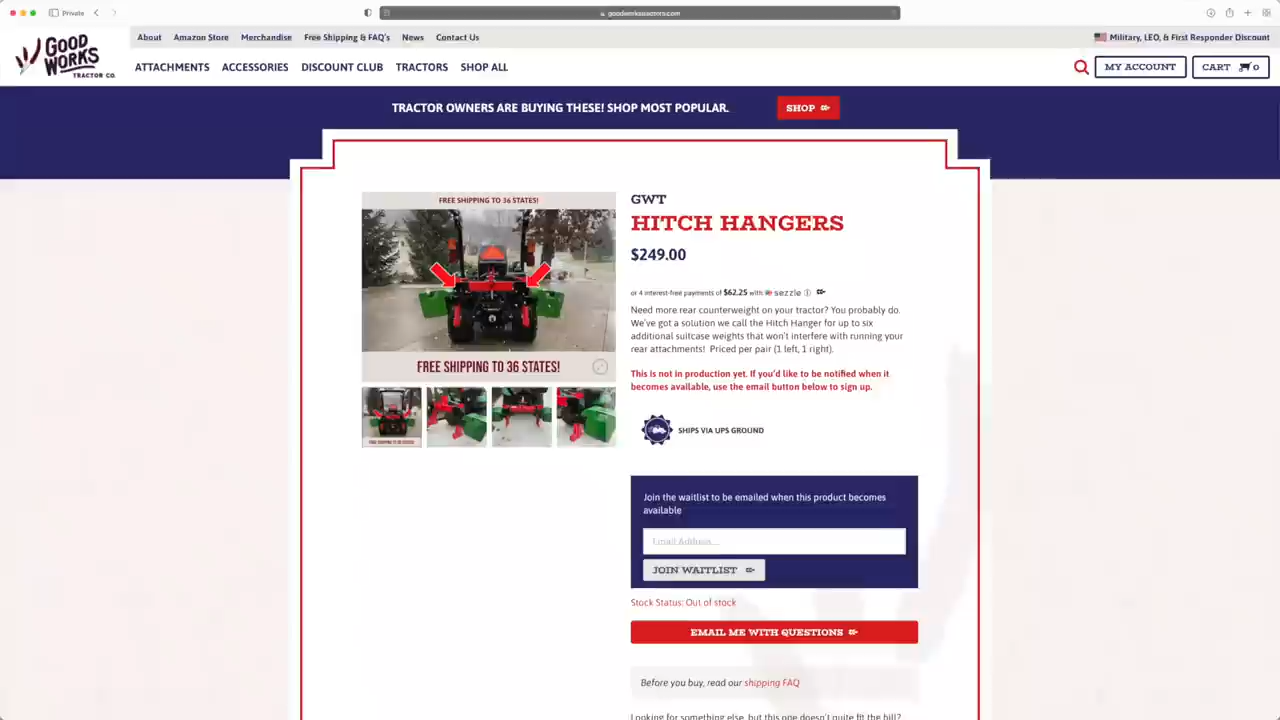 Private
goodworkstractors.com
GOOD
WORKS
TRACTOR CO.
About Amazon Store Merchandise Free Shipping & FAQ's News Contact Us
Military, LEO, & First Responder Discount
ATTACHMENTS ACCESSORIES DISCOUNT CLUB TRACTORS SHOP ALL
MY ACCOUNT
CART 0
TRACTOR OWNERS ARE BUYING THESE! SHOP MOST POPULAR.
SHOP
FREE SHIPPING TO 36 STATES!
FREE SHIPPING TO 36 STATES!
GWT
HITCH HANGERS
$249.00
or 4 interest-free payments of $62.25 with sezzle
Need more rear counterweight on your tractor? You probably do.
We've got a solution we call the Hitch Hanger for up to six
additional suitcase weights that won't interfere with running your
rear attachments! Priced per pair (1 left, 1 right).
This is not in production yet. If you'd like to be notified when it
becomes available, use the email button below to sign up.
SHIPS VIA UPS GROUND
Join the waitlist to be emailed when this product becomes
available
Email Address...
JOIN WAITLIST
Stock Status: Out of stock
EMAIL ME WITH QUESTIONS
Before you buy, read our shipping FAQ
Looking for something else, but this one doesn't quite fit the bill?